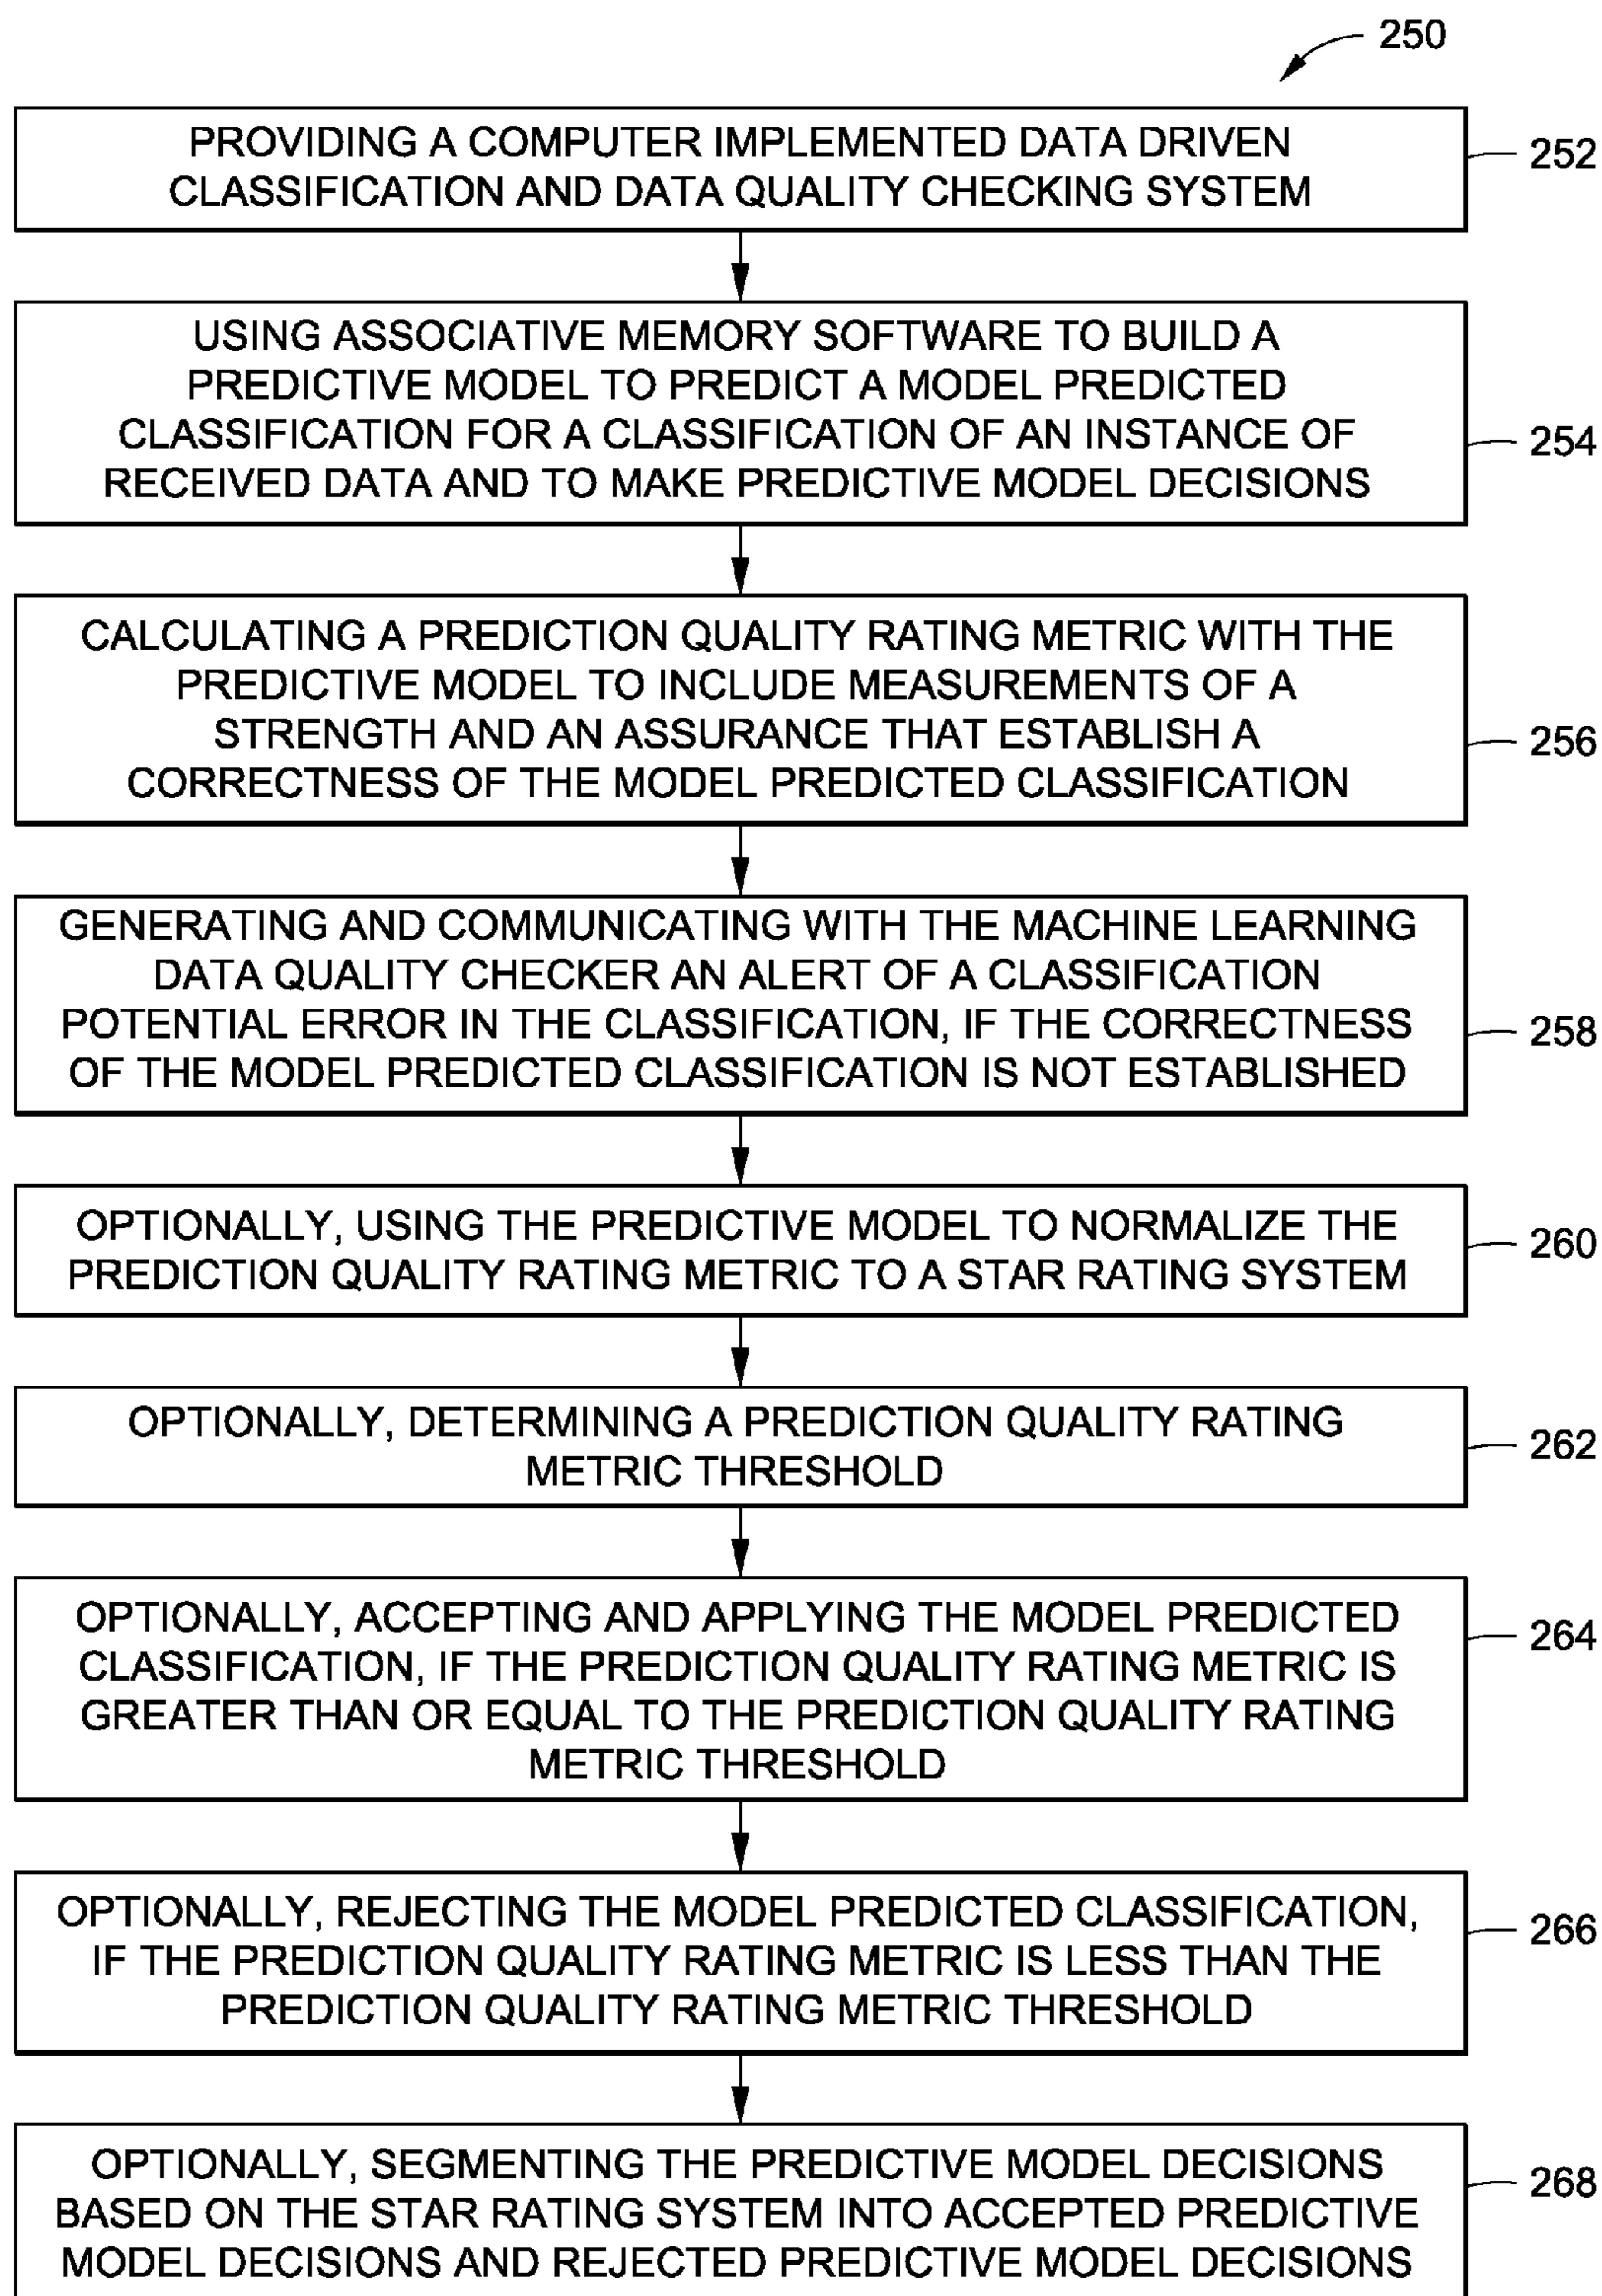 250
PROVIDING A COMPUTER IMPLEMENTED DATA DRIVEN
CLASSIFICATION AND DATA QUALITY CHECKING SYSTEM
252
USING ASSOCIATIVE MEMORY SOFTWARE TO BUILD A
PREDICTIVE MODEL TO PREDICT A MODEL PREDICTED
CLASSIFICATION FOR A CLASSIFICATION OF AN INSTANCE OF
RECEIVED DATA AND TO MAKE PREDICTIVE MODEL DECISIONS
254
CALCULATING A PREDICTION QUALITY RATING METRIC WITH THE
PREDICTIVE MODEL TO INCLUDE MEASUREMENTS OF A
STRENGTH AND AN ASSURANCE THAT ESTABLISH A
CORRECTNESS OF THE MODEL PREDICTED CLASSIFICATION
256
GENERATING AND COMMUNICATING WITH THE MACHINE LEARNING
DATA QUALITY CHECKER AN ALERT OF A CLASSIFICATION
POTENTIAL ERROR IN THE CLASSIFICATION, IF THE CORRECTNESS
OF THE MODEL PREDICTED CLASSIFICATION IS NOT ESTABLISHED
258
OPTIONALLY, USING THE PREDICTIVE MODEL TO NORMALIZE THE
PREDICTION QUALITY RATING METRIC TO A STAR RATING SYSTEM
260
OPTIONALLY, DETERMINING A PREDICTION QUALITY RATING
METRIC THRESHOLD
262
OPTIONALLY, ACCEPTING AND APPLYING THE MODEL PREDICTED
CLASSIFICATION, IF THE PREDICTION QUALITY RATING METRIC IS
GREATER THAN OR EQUAL TO THE PREDICTION QUALITY RATING
METRIC THRESHOLD
264
OPTIONALLY, REJECTING THE MODEL PREDICTED CLASSIFICATION,
IF THE PREDICTION QUALITY RATING METRIC IS LESS THAN THE
PREDICTION QUALITY RATING METRIC THRESHOLD
266
OPTIONALLY, SEGMENTING THE PREDICTIVE MODEL DECISIONS
BASED ON THE STAR RATING SYSTEM INTO ACCEPTED PREDICTIVE
MODEL DECISIONS AND REJECTED PREDICTIVE MODEL DECISIONS
268